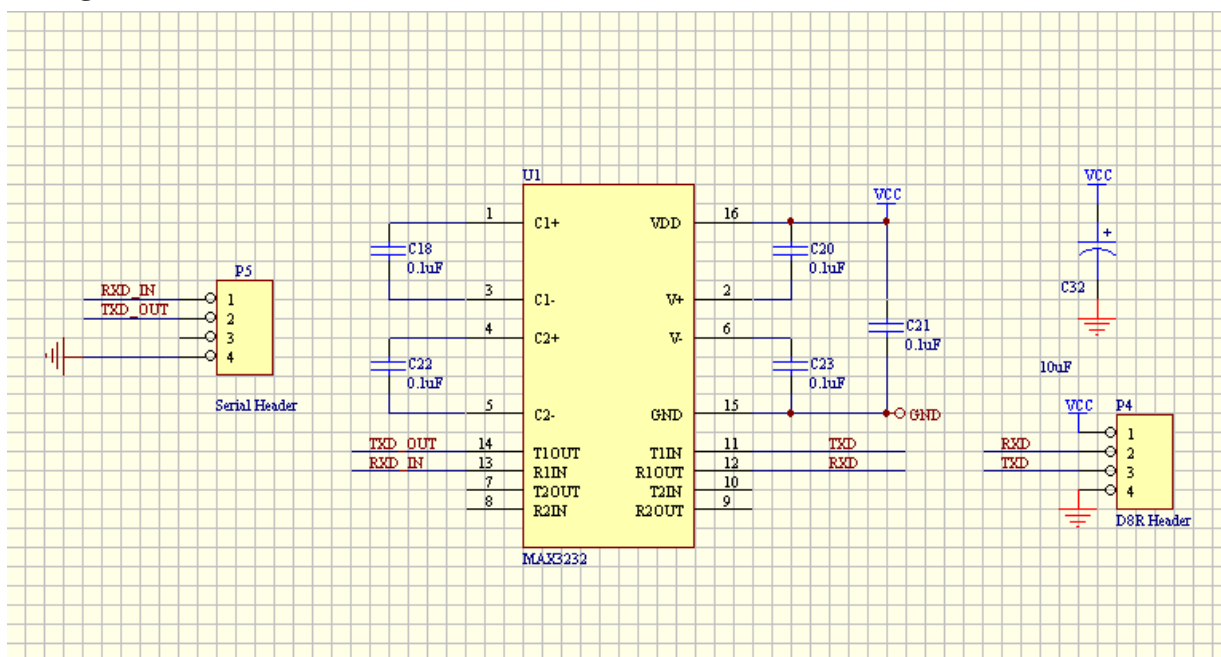 U1
VCC
VCC
1
C1+
VDD
16
C18
0.1uF
C20
0.1uF
+
P5
RXD_IN
1
TXD_OUT
2
3
4
Serial Header
3
C1-
V+
2
C32
4
C2+
V-
6
C21
0.1uF
C22
0.1uF
C23
0.1uF
10uF
5
C2-
GND
15
GND
VCC
P4
TXD_OUT
14
T1OUT
T1IN
11
TXD
RXD_IN
13
R1IN
R1OUT
12
RXD
7
T2OUT
T2IN
10
8
R2IN
R2OUT
9
1
RXD
2
TXD
3
4
D8R Header
MAX3232